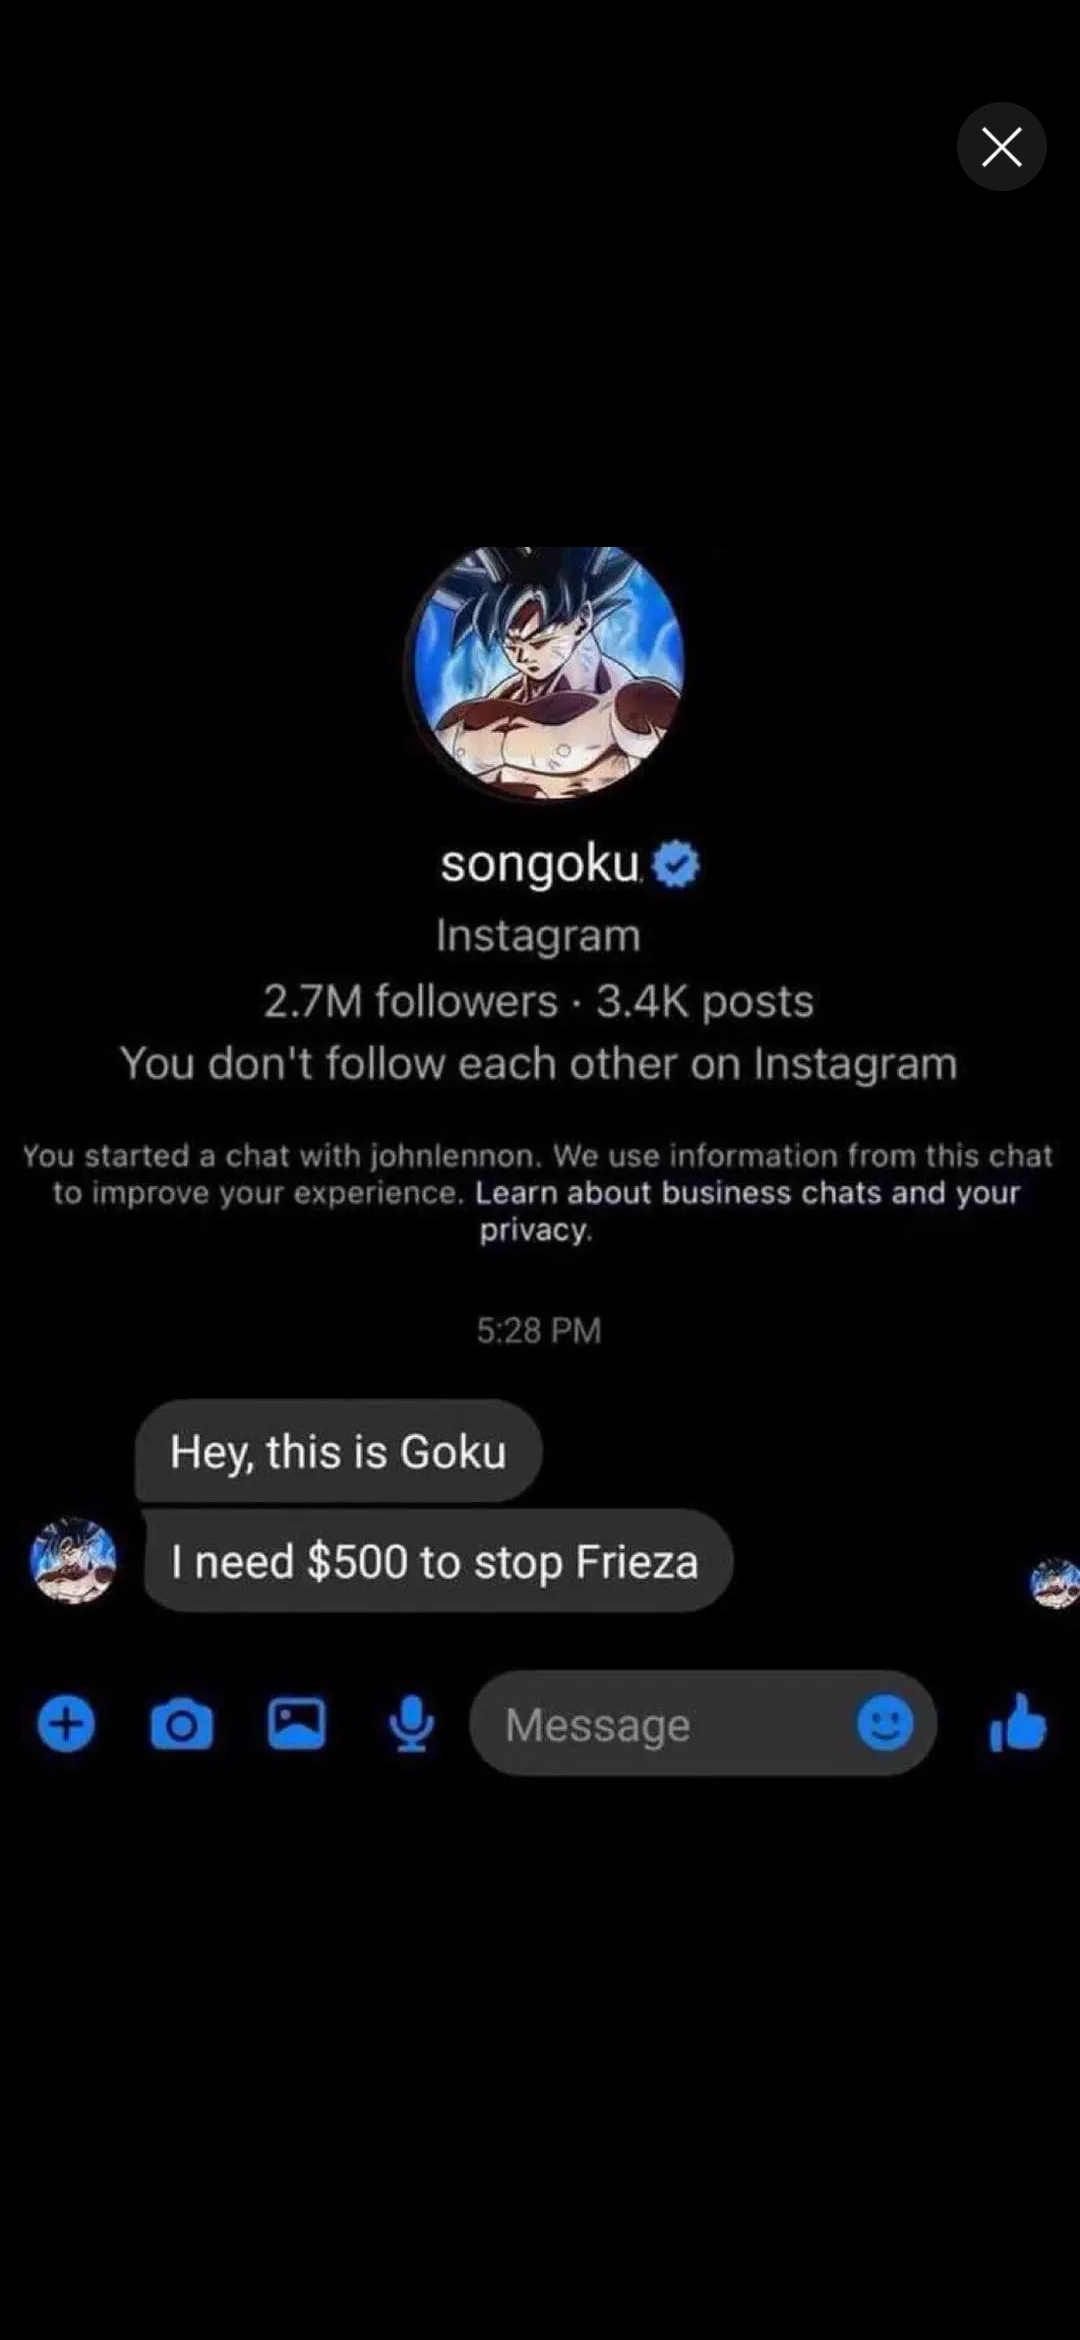 songoku
Instagram
2.7M followers · 3.4K posts
You don't follow each other on Instagram
You started a chat with johnlennon. We use information from this chat
to improve your experience. Learn about business chats and your
privacy.
5:28 PM
Hey, this is Goku
I need $500 to stop Frieza
Message